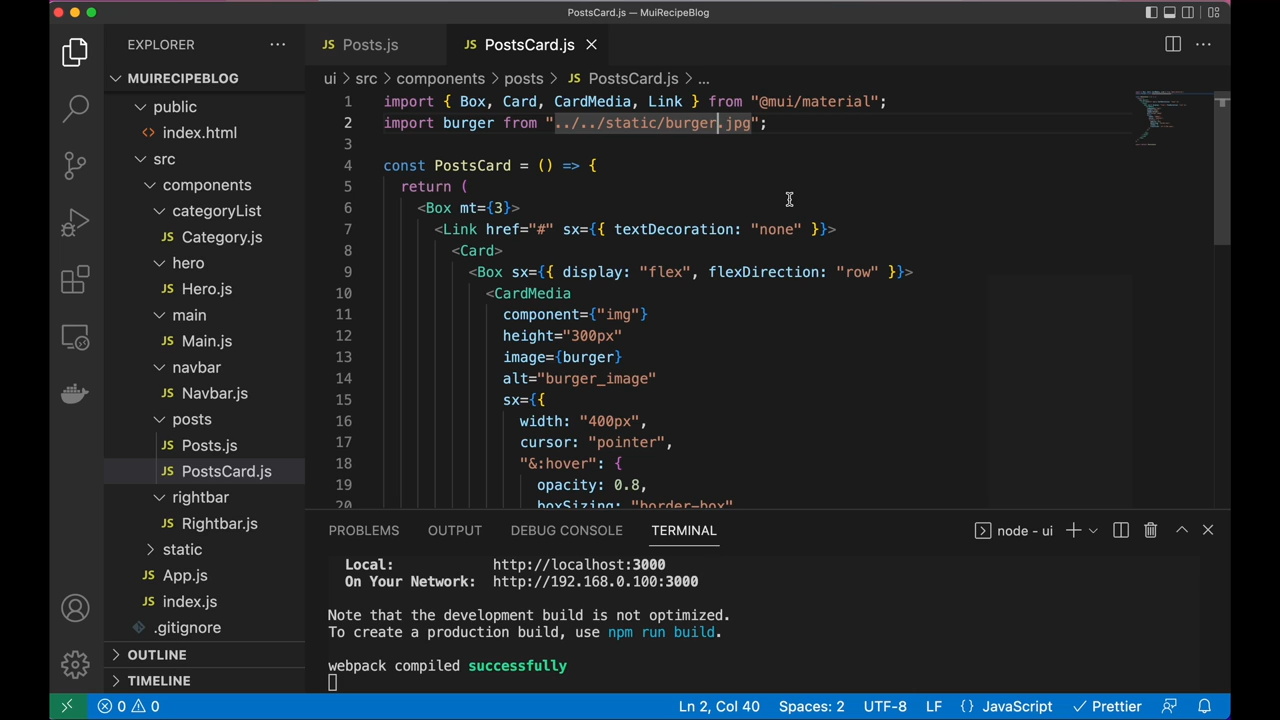 PostsCard.js — MuiRecipeBlog
EXPLORER
MUIRECIPEBLOG
public
index.html
src
components
categoryList
Category.js
hero
Hero.js
main
Main.js
navbar
Navbar.js
posts
Posts.js
PostsCard.js
rightbar
Rightbar.js
static
App.js
index.js
.gitignore
OUTLINE
TIMELINE
Posts.js
PostsCard.js
ui > src > components > posts > JS PostsCard.js > ...
1 import { Box, Card, CardMedia, Link } from "@mui/material";
2 import burger from "../../static/burger.jpg";
3
4 const PostsCard = () => {
5 return (
6 <Box mt={3}>
7 <Link href="#" sx={{ textDecoration: "none" }}>
8 <Card>
9 <Box sx={{ display: "flex", flexDirection: "row" }}>
10 <CardMedia
11 component={"img"}
12 height="300px"
13 image={burger}
14 alt="burger_image"
15 sx={{
16 width: "400px",
17 cursor: "pointer",
18 "&:hover": {
19 opacity: 0.8,
20 boxSizing: "border-box"
PROBLEMS OUTPUT DEBUG CONSOLE TERMINAL
node - ui
Local: http://localhost:3000
On Your Network: http://192.168.0.100:3000
Note that the development build is not optimized.
To create a production build, use npm run build.
webpack compiled successfully
0 0 Ln 2, Col 40 Spaces: 2 UTF-8 LF {} JavaScript Prettier